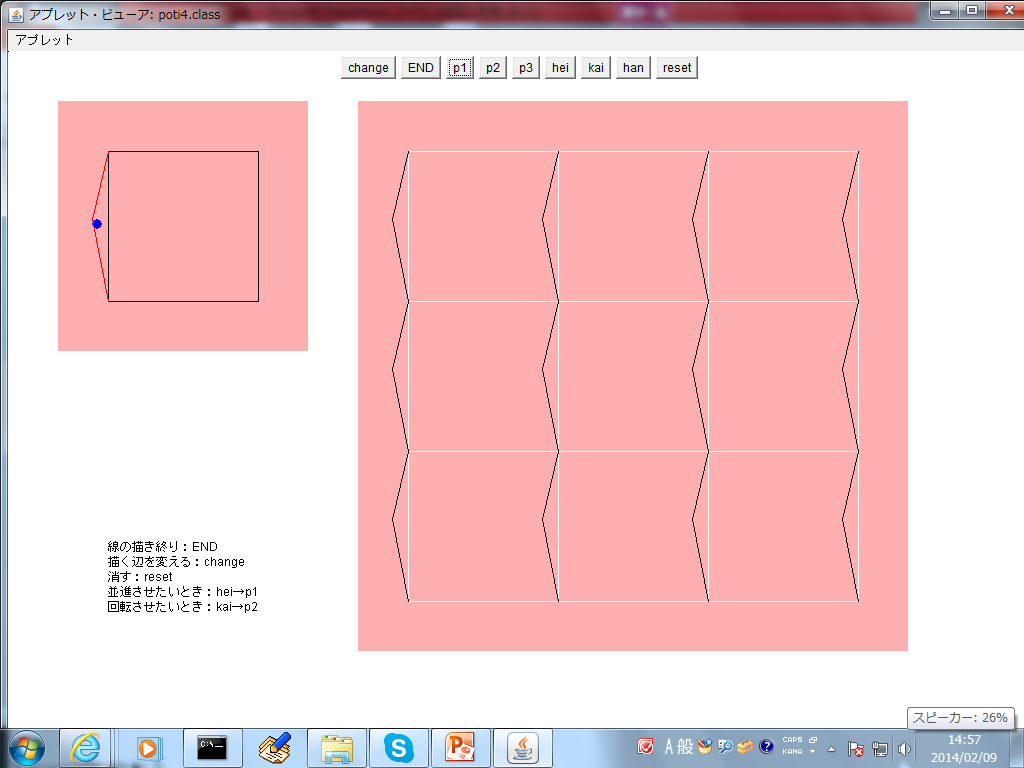 アプレット・ビューア: poti4.class
アプレット
change END p1 p2 p3 hei kai han reset
線の描き終り：END
描く辺を変える：change
消す：reset
並進させたいとき：hei→p1
回転させたいとき：kai→p2
スピーカー: 26%
A 般 CAPS KANA
14:57
2014/02/09